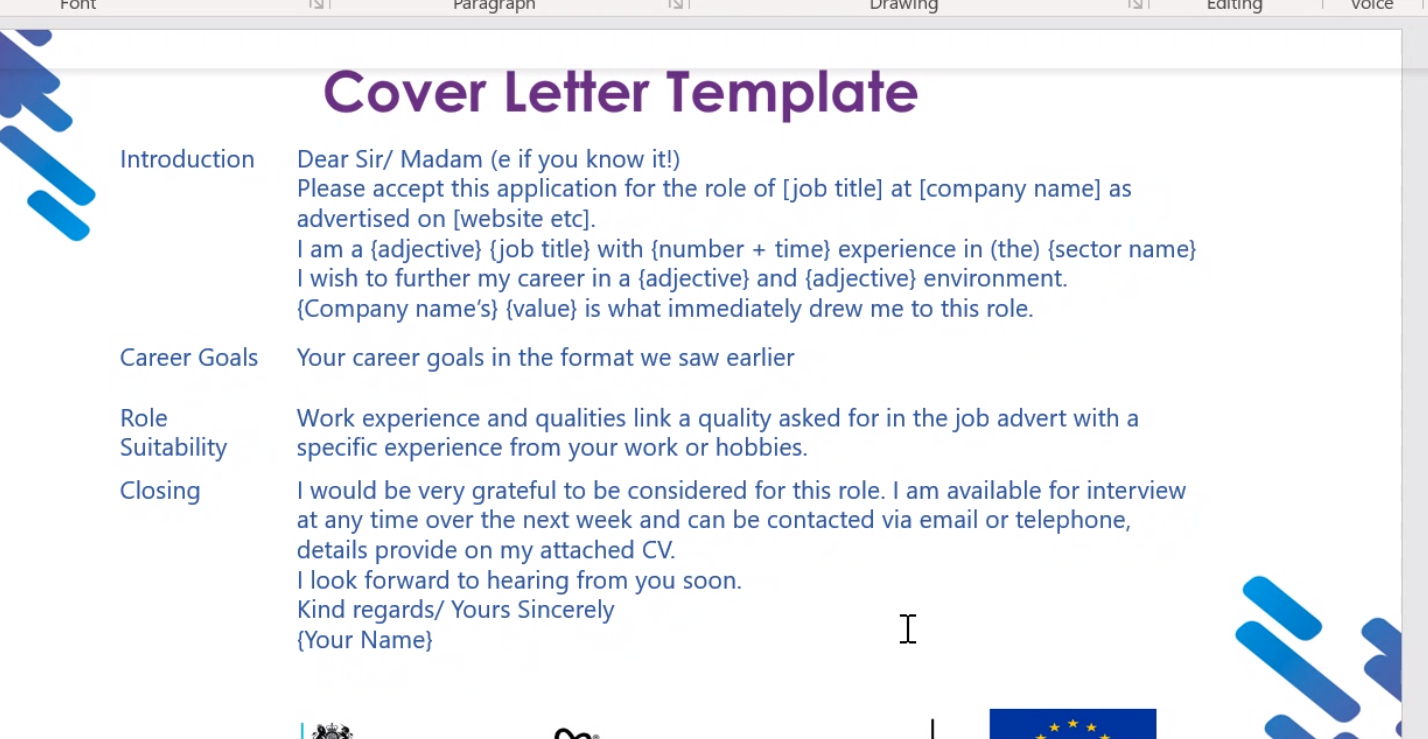 Font Paragraph Drawing Editing Voice
Cover Letter Template
Introduction
Dear Sir/ Madam (e if you know it!)
Please accept this application for the role of [job title] at [company name] as
advertised on [website etc].
I am a {adjective} {job title} with {number + time} experience in (the) {sector name}
I wish to further my career in a {adjective} and {adjective} environment.
{Company name’s} {value} is what immediately drew me to this role.
Career Goals
Your career goals in the format we saw earlier
Role
Suitability
Work experience and qualities link a quality asked for in the job advert with a
specific experience from your work or hobbies.
Closing
I would be very grateful to be considered for this role. I am available for interview
at any time over the next week and can be contacted via email or telephone,
details provide on my attached CV.
I look forward to hearing from you soon.
Kind regards/ Yours Sincerely
{Your Name}